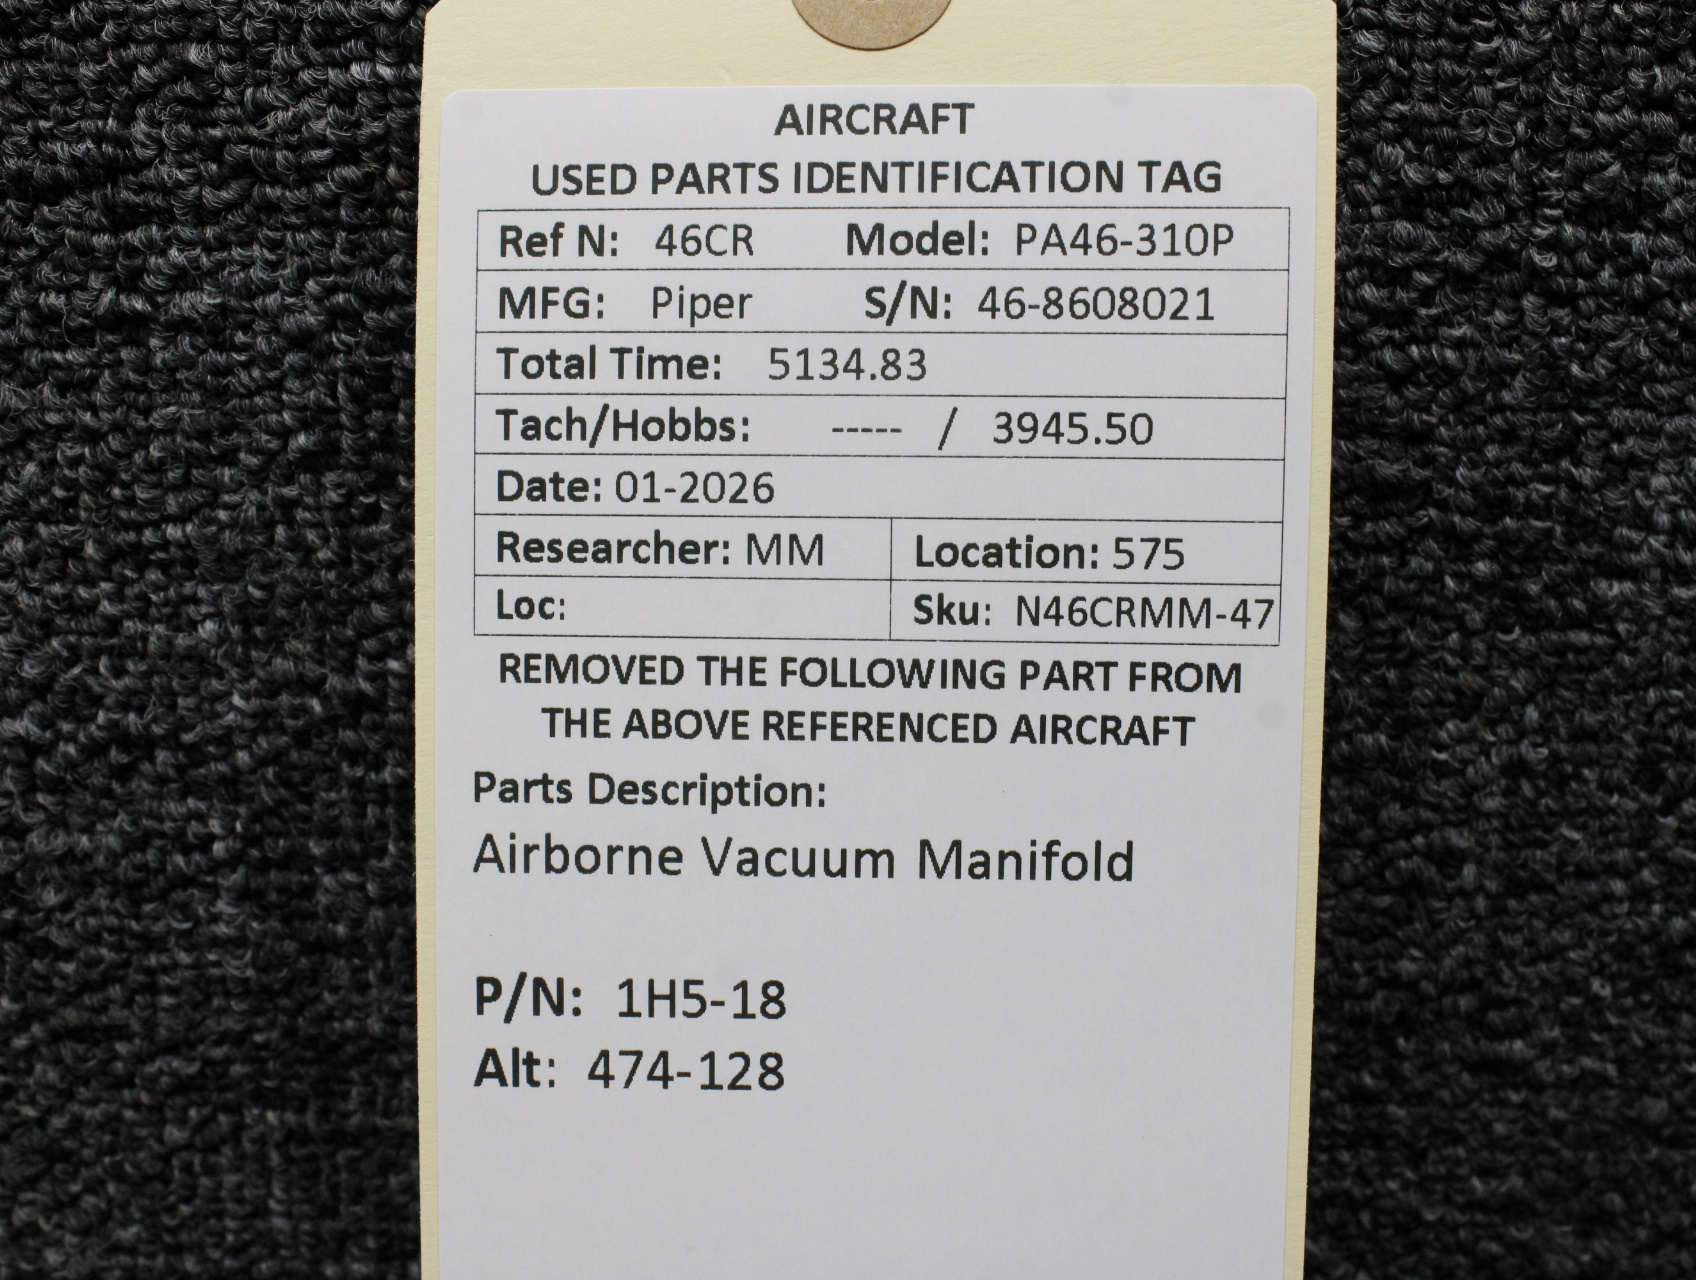 AIRCRAFT
USED PARTS IDENTIFICATION TAG
Ref N: 46CR Model: PA46-310P
MFG: Piper S/N: 46-8608021
Total Time: 5134.83
Tach/Hobbs: ----- / 3945.50
Date: 01-2026
Researcher: MM Location: 575
Loc: Sku: N46CRMM-47
REMOVED THE FOLLOWING PART FROM
THE ABOVE REFERENCED AIRCRAFT
Parts Description:
Airborne Vacuum Manifold
P/N: 1H5-18
Alt: 474-128